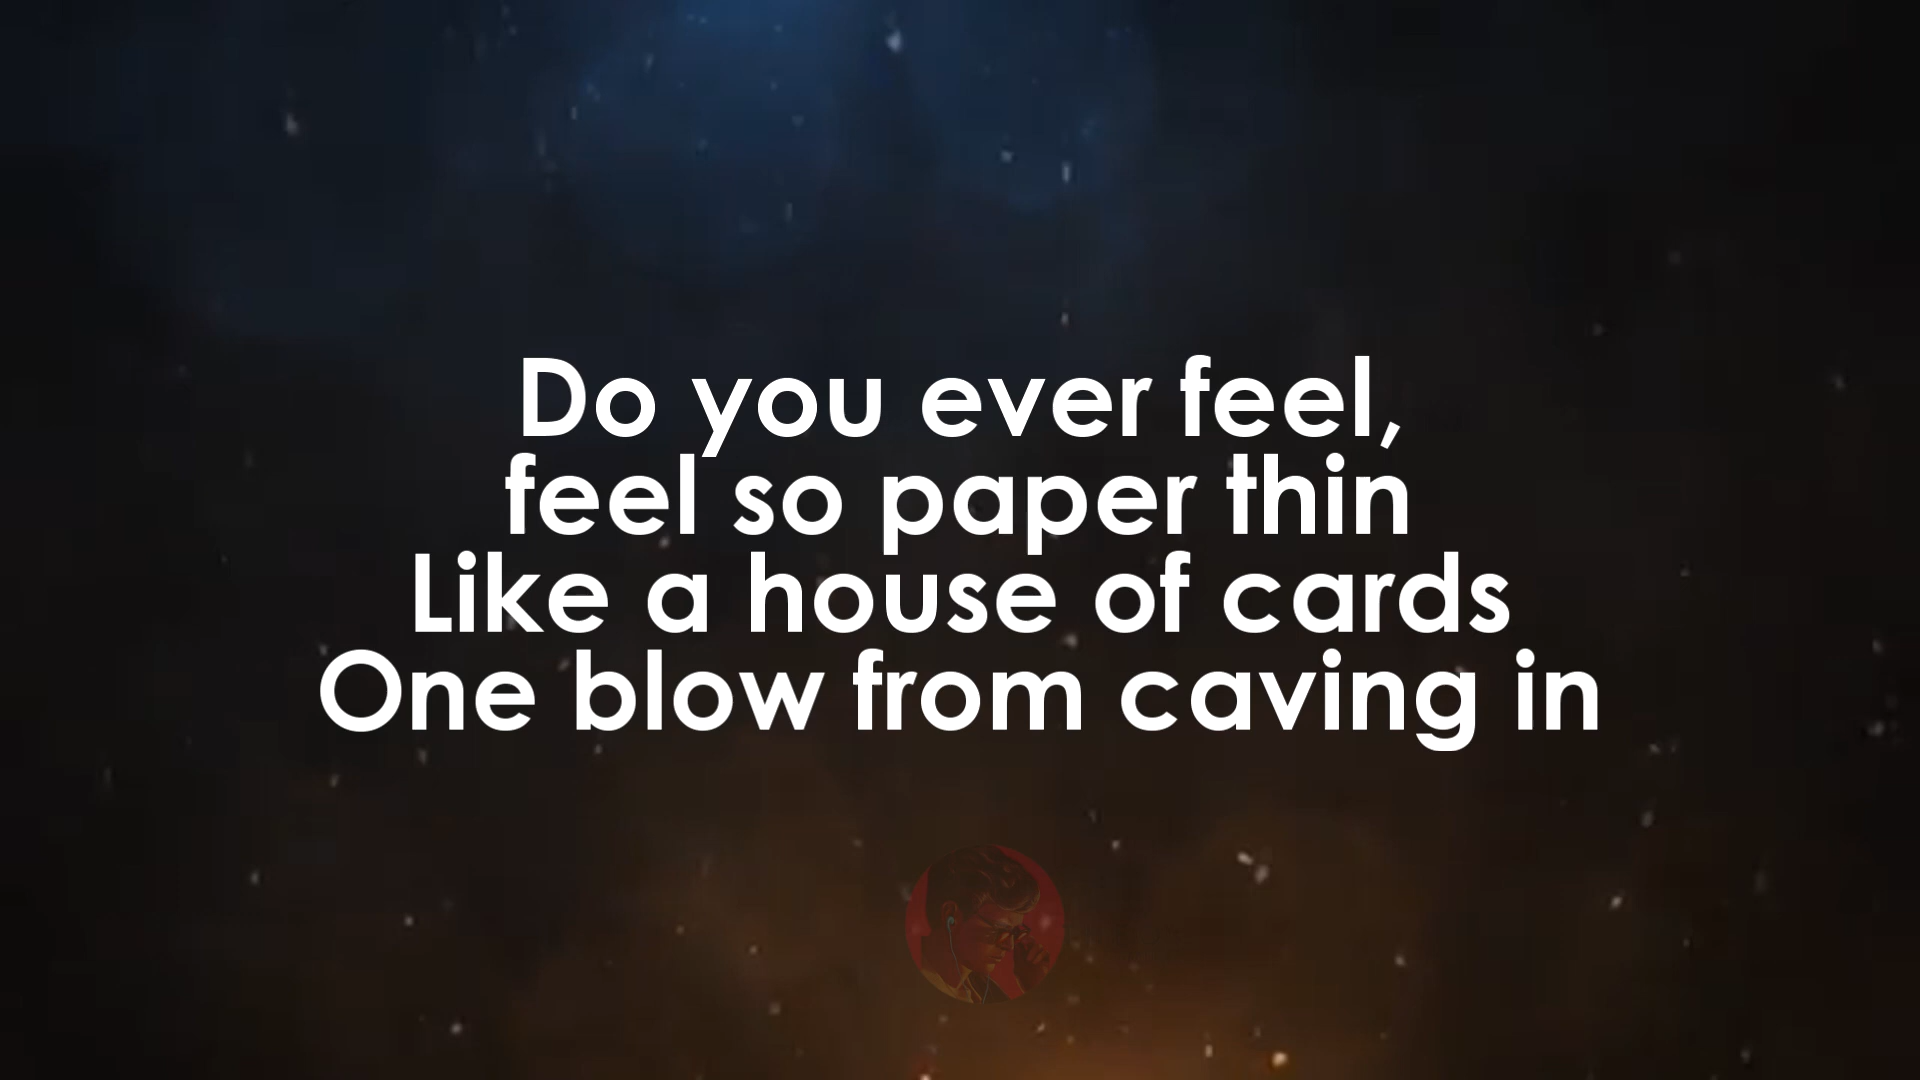 Do you ever feel,
feel so paper thin
Like a house of cards
One blow from caving in